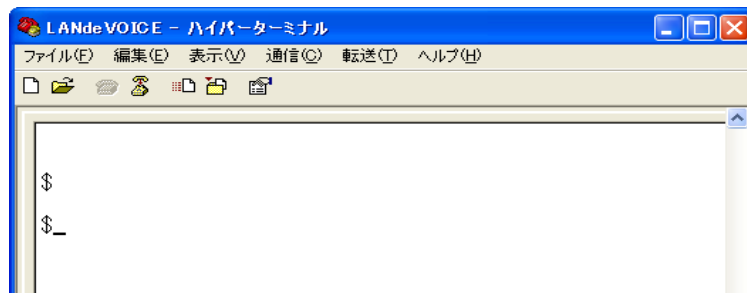 LANdeVOICE - ハイパーターミナル
ファイル(F) 編集(E) 表示(V) 通信(C) 転送(T) ヘルプ(H)
$
$_